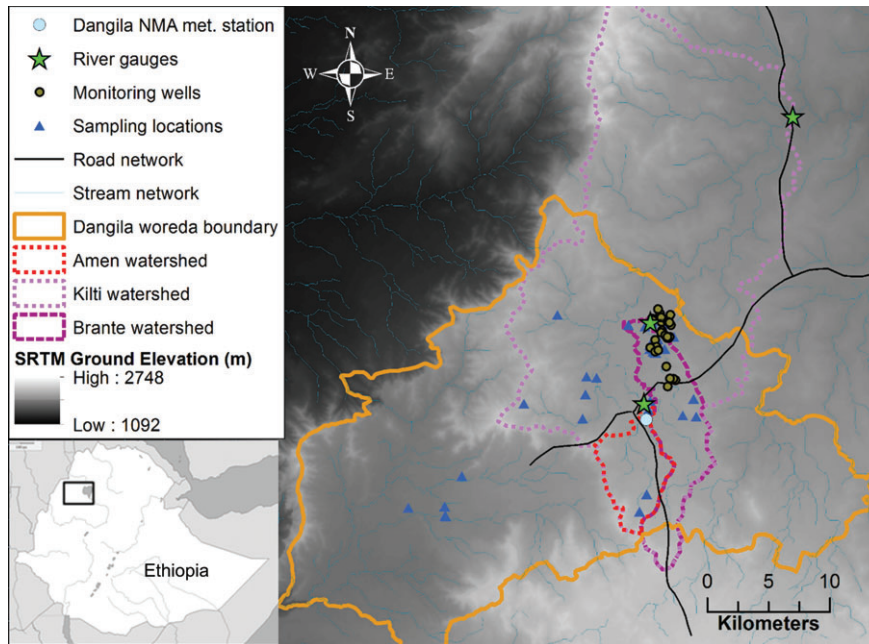 Dangila NMA met. station
River gauges
Monitoring wells
Sampling locations
Road network
Stream network
Dangila woreda boundary
Amen watershed
Kilti watershed
Brante watershed
SRTM Ground Elevation (m)
High : 2748
Low : 1092
N
W E
S
Ethiopia
0 5 10
Kilometers